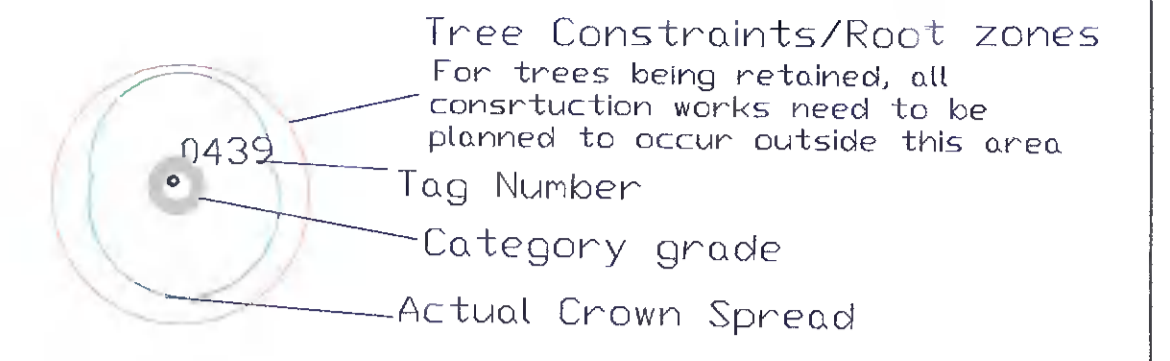 Tree Constraints/Root zones
For trees being retained, all
consrtuction works need to be
planned to occur outside this area
0439
Tag Number
Category grade
Actual Crown Spread